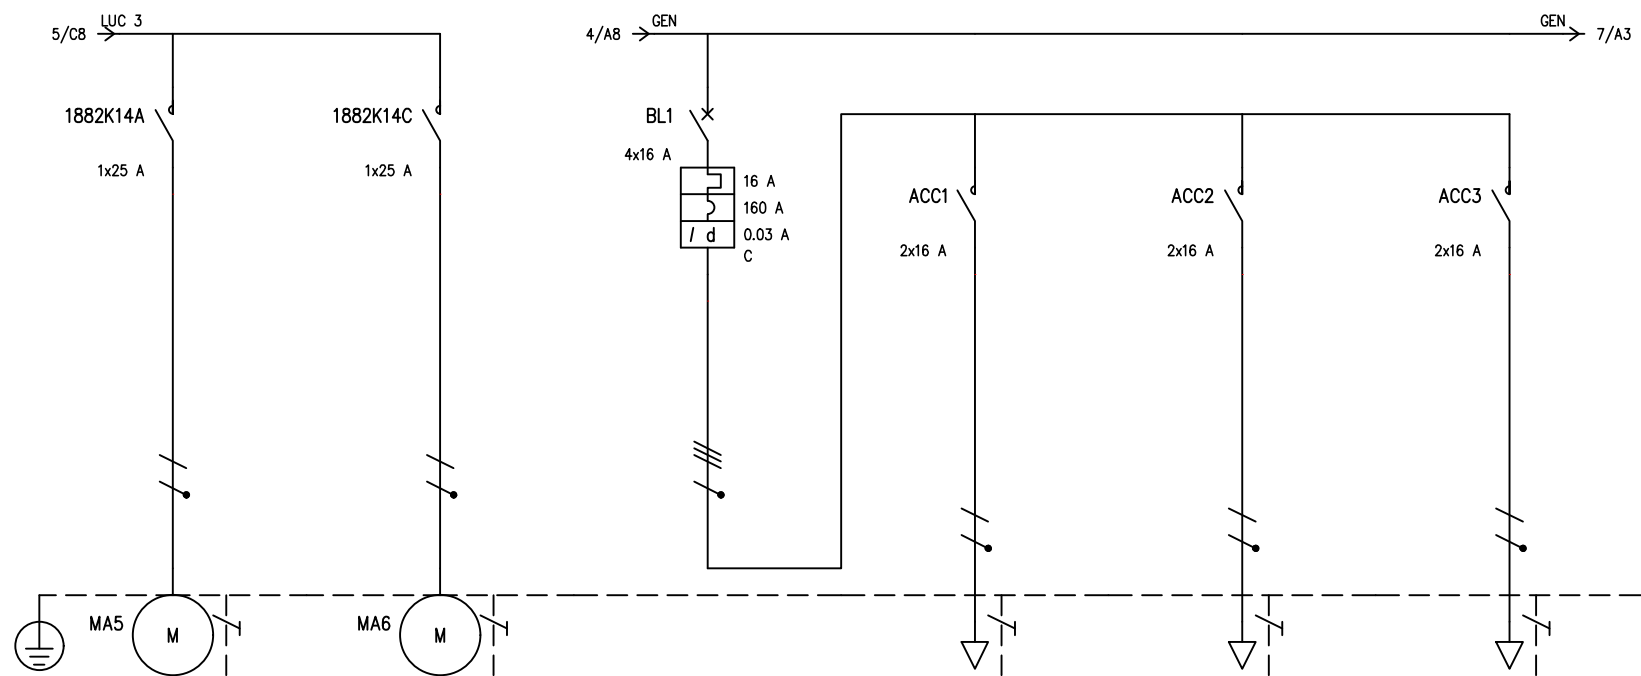 LUC 3
5/C8
GEN
4/A8
GEN
7/A3
1882K14A
1x25 A
1882K14C
1x25 A
BL1
4x16 A
16 A
160 A
I d
0.03 A
C
ACC1
2x16 A
ACC2
2x16 A
ACC3
2x16 A
MA5
M
MA6
M